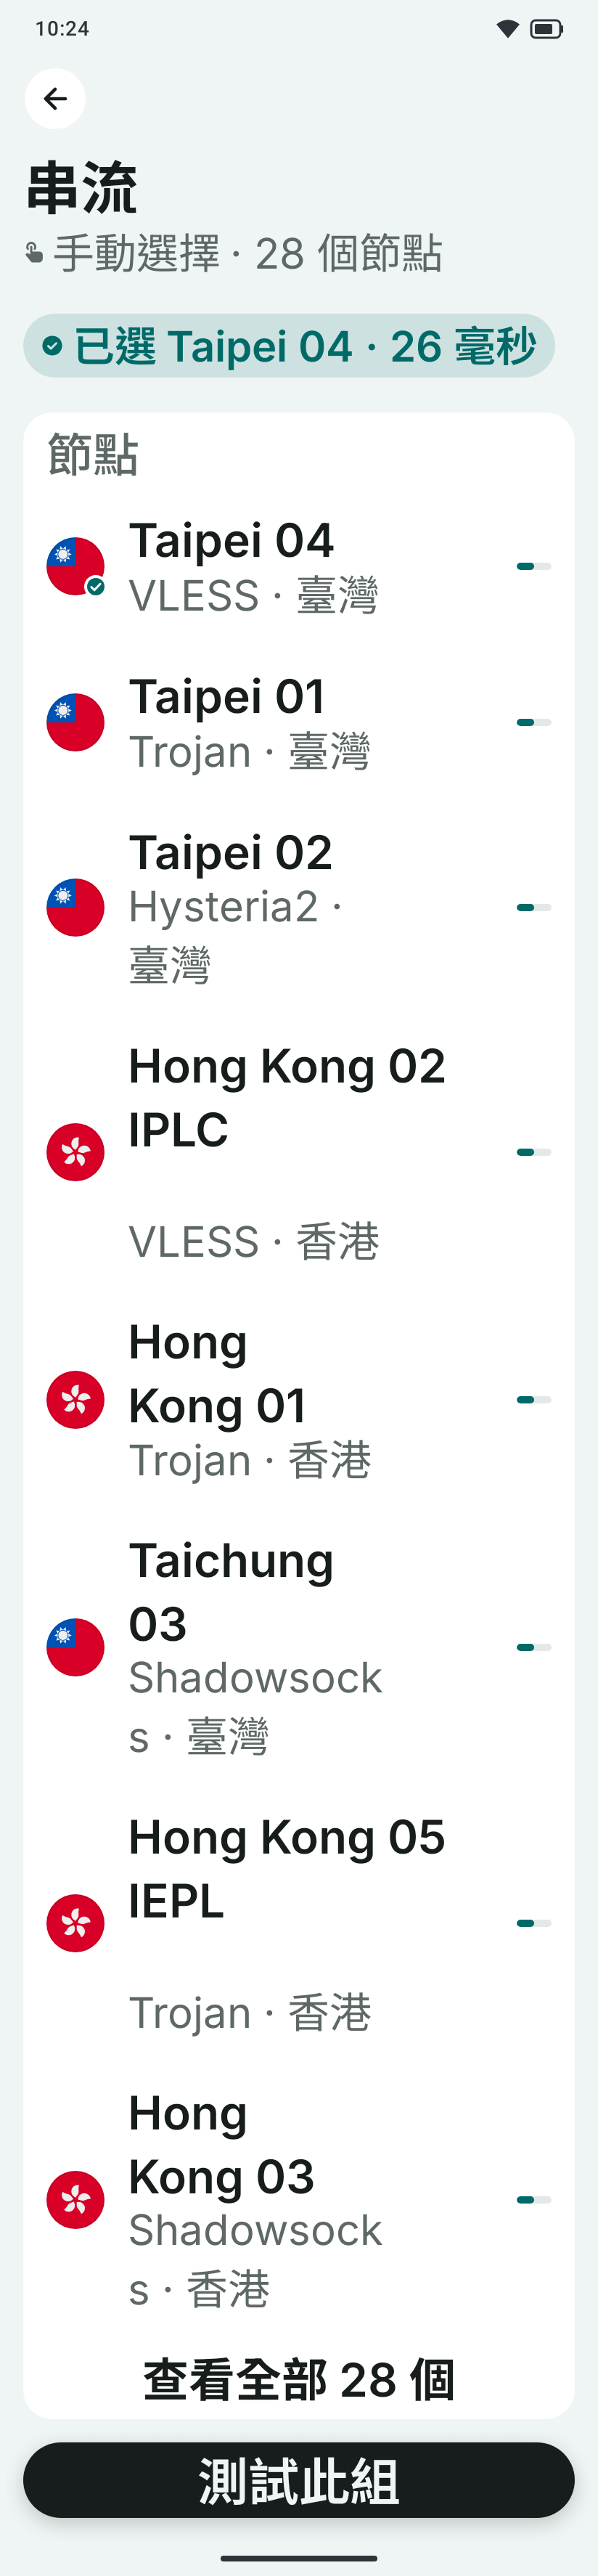 10:24
串流
手動選擇 · 28 個節點
已選 Taipei 04 · 26 毫秒
節點
Taipei 04
VLESS · 臺灣
Taipei 01
Trojan · 臺灣
Taipei 02
Hysteria2 ·
臺灣
Hong Kong 02
IPLC
VLESS · 香港
Hong
Kong 01
Trojan · 香港
Taichung
03
Shadowsock
s · 臺灣
Hong Kong 05
IEPL
Trojan · 香港
Hong
Kong 03
Shadowsock
s · 香港
查看全部 28 個
測試此組